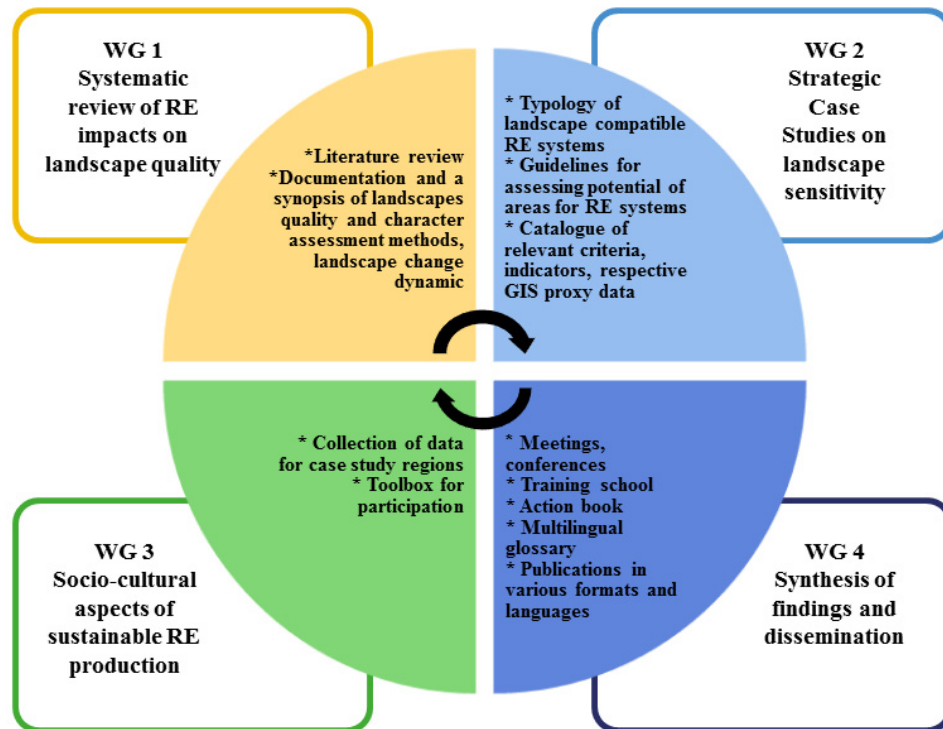 WG 1
Systematic
review of RE
impacts on
landscape quality
*Literature review
*Documentation and a
synopsis of landscapes
quality and character
assessment methods,
landscape change
dynamic
* Typology of
landscape compatible
RE systems
* Guidelines for
assessing potential of
areas for RE systems
* Catalogue of
relevant criteria,
indicators, respective
GIS proxy data
WG 2
Strategic
Case
Studies on
landscape
sensitivity
WG 3
Socio-cultural
aspects of
sustainable RE
production
* Collection of data
for case study regions
* Toolbox for
participation
* Meetings,
conferences
* Training school
* Action book
* Multilingual
glossary
* Publications in
various formats and
languages
WG 4
Synthesis of
findings and
dissemination